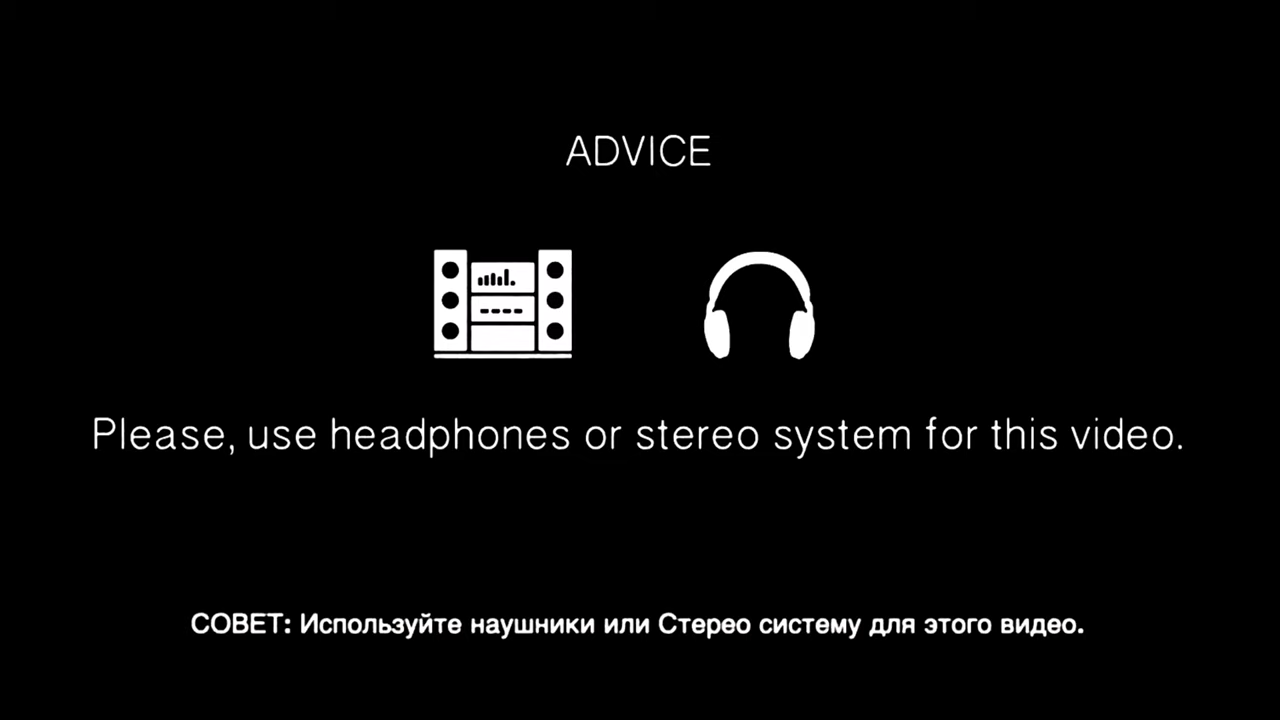 ADVICE
Please, use headphones or stereo system for this video.
СОВЕТ: Используйте наушники или Стерео систему для этого видео.